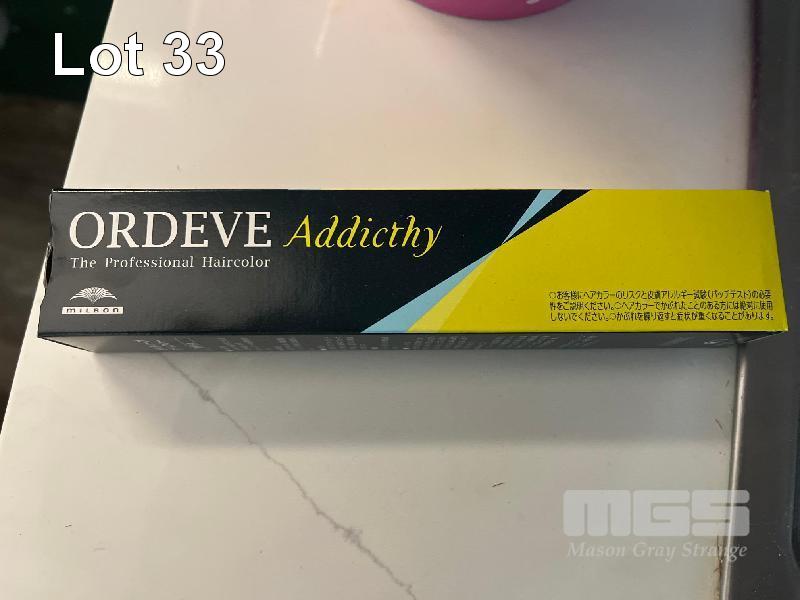 Lot 33
ORDEVE Addicthy
The Professional Haircolor
MILBON
○お客様にヘアカラーのリスクと皮膚アレルギー試験(パッチテスト)の必要
性をご説明ください。○ヘアカラーでかぶれたことのある方には絶対に使用
しないでください。○かぶれを繰り返すと症状が重くなることがあります。
MGS
Mason Gray Strange